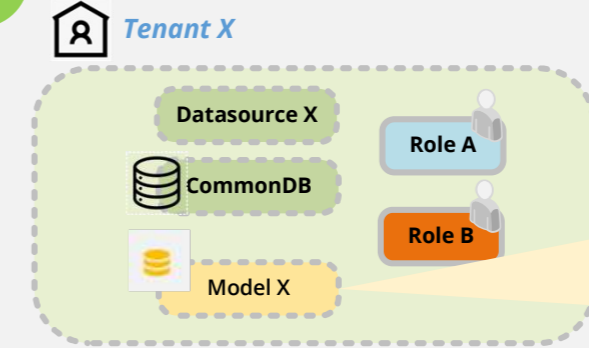 Tenant X
Datasource X
Role A
CommonDB
Role B
Model X